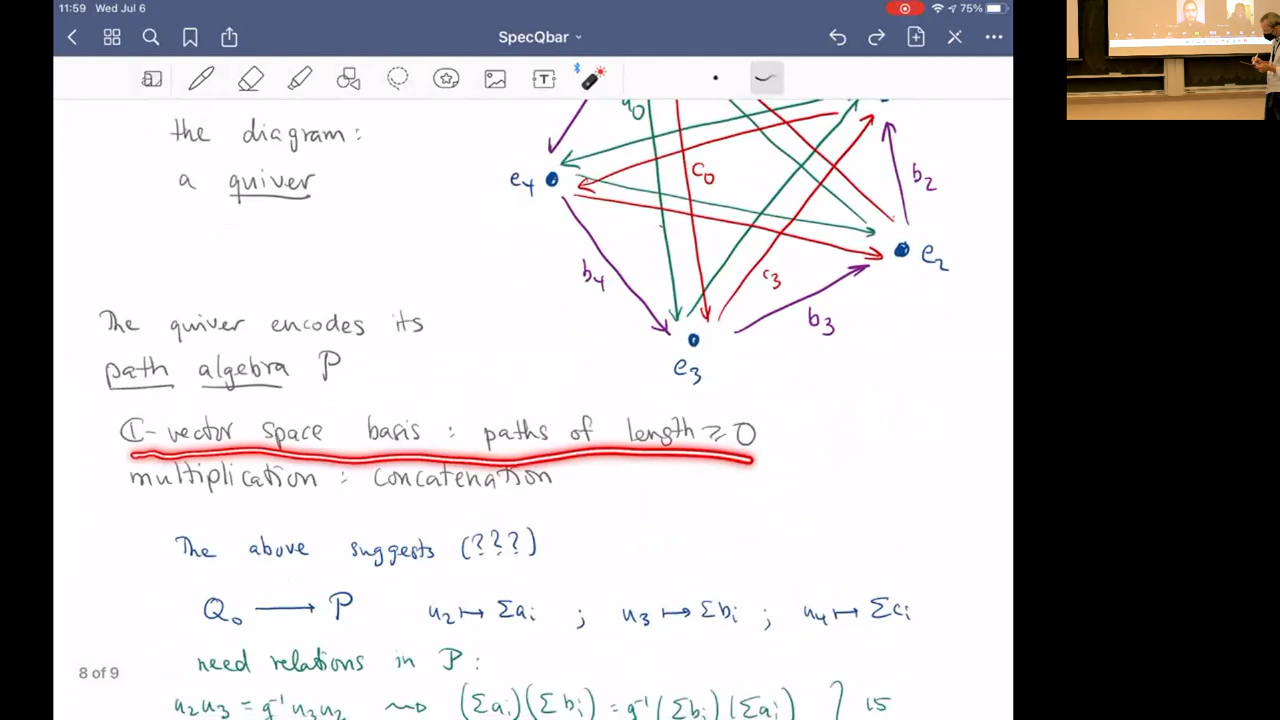 11:59 Wed Jul 6
75%
SpecQbar
the diagram:
a quiver
a0
c0
e4
b2
e2
b4
c3
b3
e3
The quiver encodes its
path algebra P
ℂ-vector space basis : paths of length ≥ 0
multiplication : concatenation
The above suggests (???)
Q₀ ⟶ P u₂ ↦ Σaᵢ ; u₃ ↦ Σbᵢ ; u₄ ↦ Σcᵢ
need relations in P :
8 of 9
u₂u₃ = q⁻¹u₃u₂ ⇝ (Σaᵢ)(Σbᵢ) = q⁻¹(Σbᵢ)(Σaᵢ) } 15